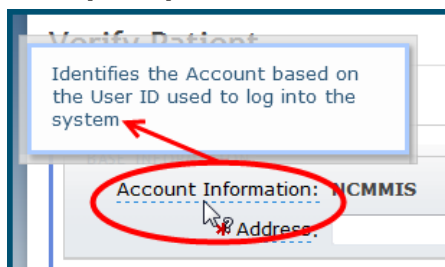 Verify Patient
Identifies the Account based on
the User ID used to log into the
system
Account Information: NCMMIS
* Address: